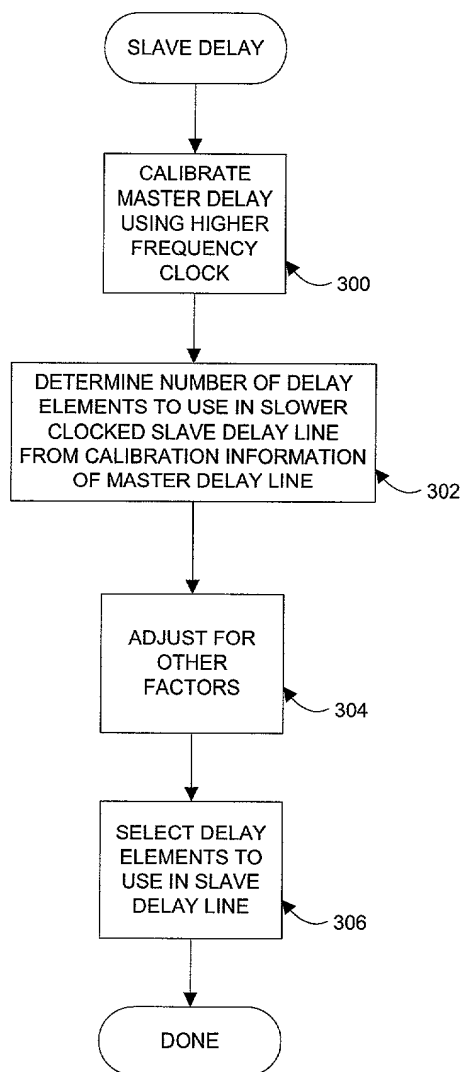 SLAVE DELAY
CALIBRATE
MASTER DELAY
USING HIGHER
FREQUENCY
CLOCK
300
DETERMINE NUMBER OF DELAY
ELEMENTS TO USE IN SLOWER
CLOCKED SLAVE DELAY LINE
FROM CALIBRATION INFORMATION
OF MASTER DELAY LINE
302
ADJUST FOR
OTHER
FACTORS
304
SELECT DELAY
ELEMENTS TO
USE IN SLAVE
DELAY LINE
306
DONE